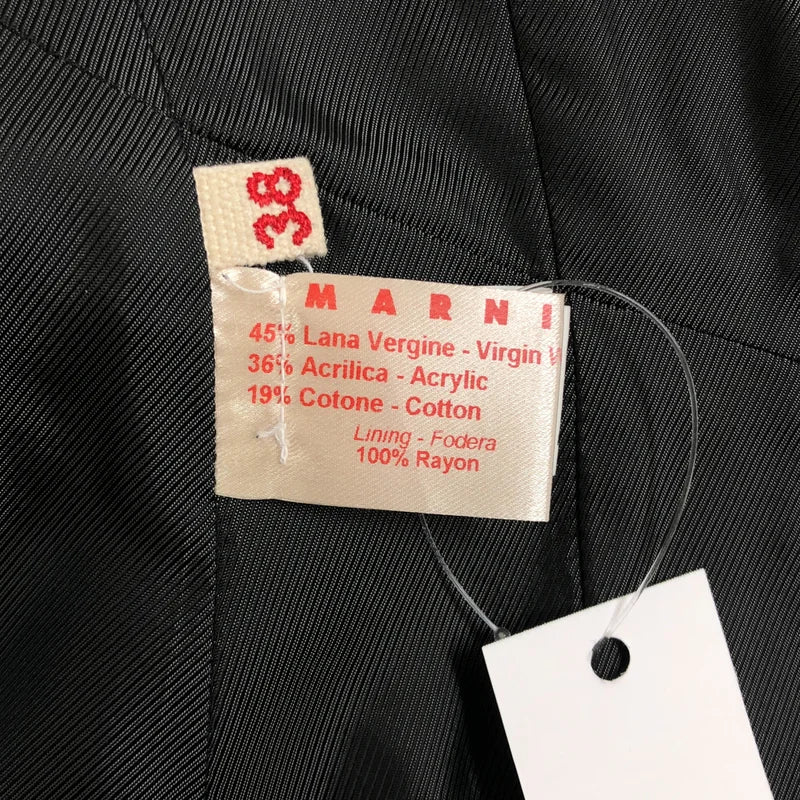 38
MARNI
45% Lana Vergine - Virgin
36% Acrilica - Acrylic
19% Cotone - Cotton
Lining - Fodera
100% Rayon